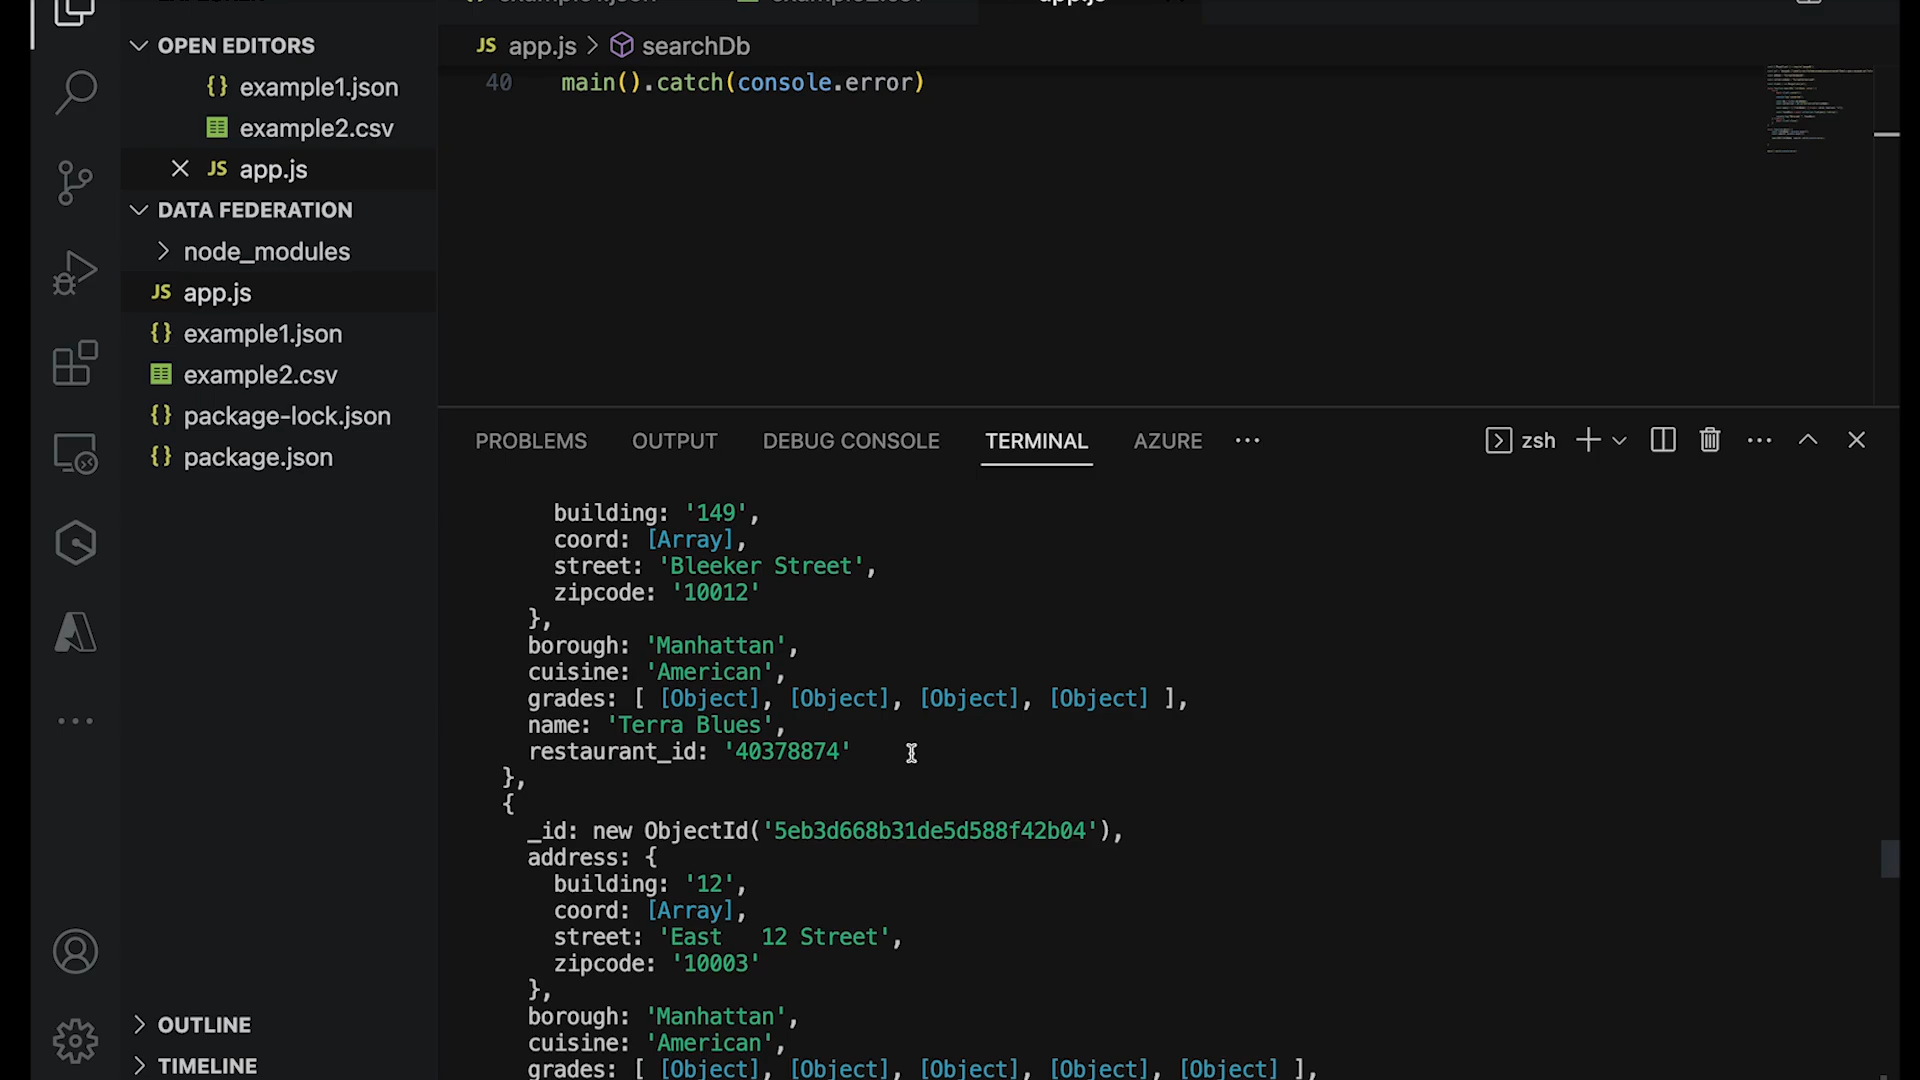 OPEN EDITORS
{} example1.json
example2.csv
JS app.js
DATA FEDERATION
node_modules
JS app.js
{} example1.json
example2.csv
{} package-lock.json
{} package.json
OUTLINE
TIMELINE
app.js
JS app.js > searchDb
40 main().catch(console.error)
PROBLEMS OUTPUT DEBUG CONSOLE TERMINAL AZURE ... zsh
building: '149',
coord: [Array],
street: 'Bleeker Street',
zipcode: '10012'
},
borough: 'Manhattan',
cuisine: 'American',
grades: [ [Object], [Object], [Object], [Object] ],
name: 'Terra Blues',
restaurant_id: '40378874'
},
{
_id: new ObjectId('5eb3d668b31de5d588f42b04'),
address: {
building: '12',
coord: [Array],
street: 'East   12 Street',
zipcode: '10003'
},
borough: 'Manhattan',
cuisine: 'American',
grades: [ [Object], [Object], [Object], [Object], [Object] ],